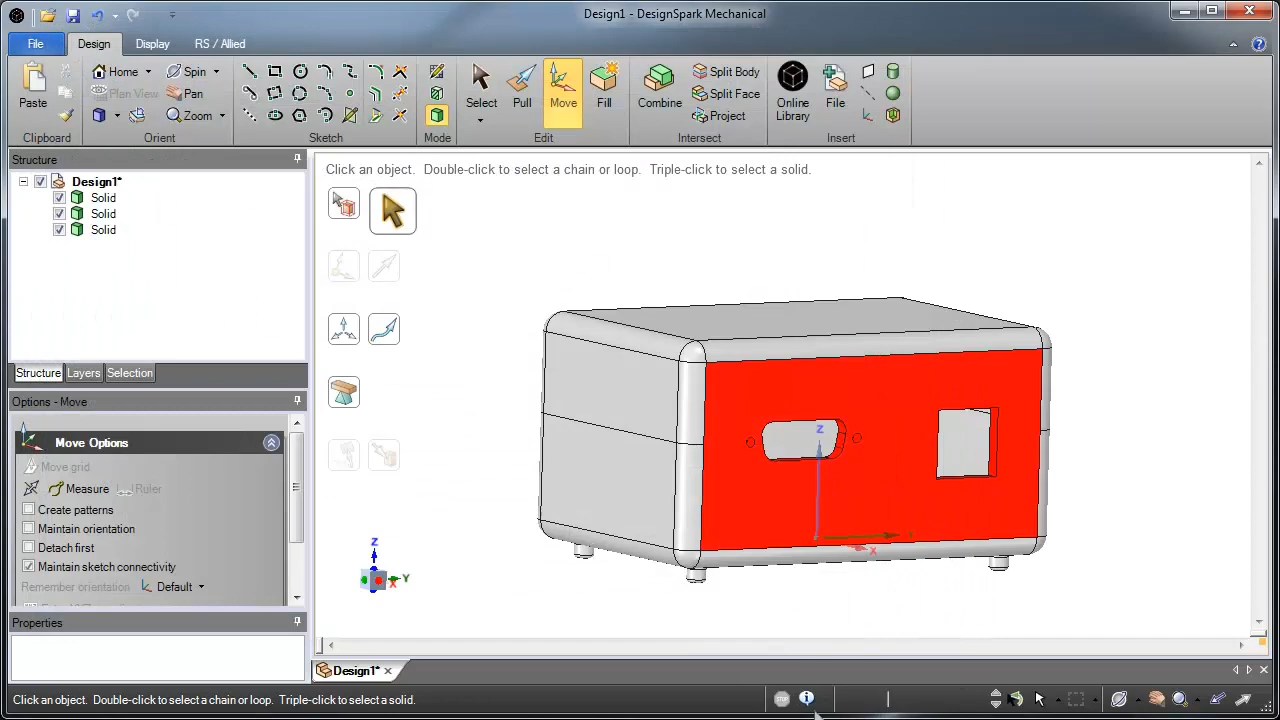 Design1 - DesignSpark Mechanical
File Design Display RS / Allied
Home Spin
Plan View Pan
Zoom
Paste
Select Pull Move Fill
Combine
Split Body
Split Face
Project
Online Library
File
Clipboard Orient Sketch Mode Edit Intersect Insert
Structure
Design1*
Solid
Solid
Solid
Structure Layers Selection
Options - Move
Move Options
Move grid
Measure Ruler
Create patterns
Maintain orientation
Detach first
Maintain sketch connectivity
Remember orientation Default
Properties
Click an object. Double-click to select a chain or loop. Triple-click to select a solid.
Z
X
Z
Y
X
Design1*
Click an object. Double-click to select a chain or loop. Triple-click to select a solid.